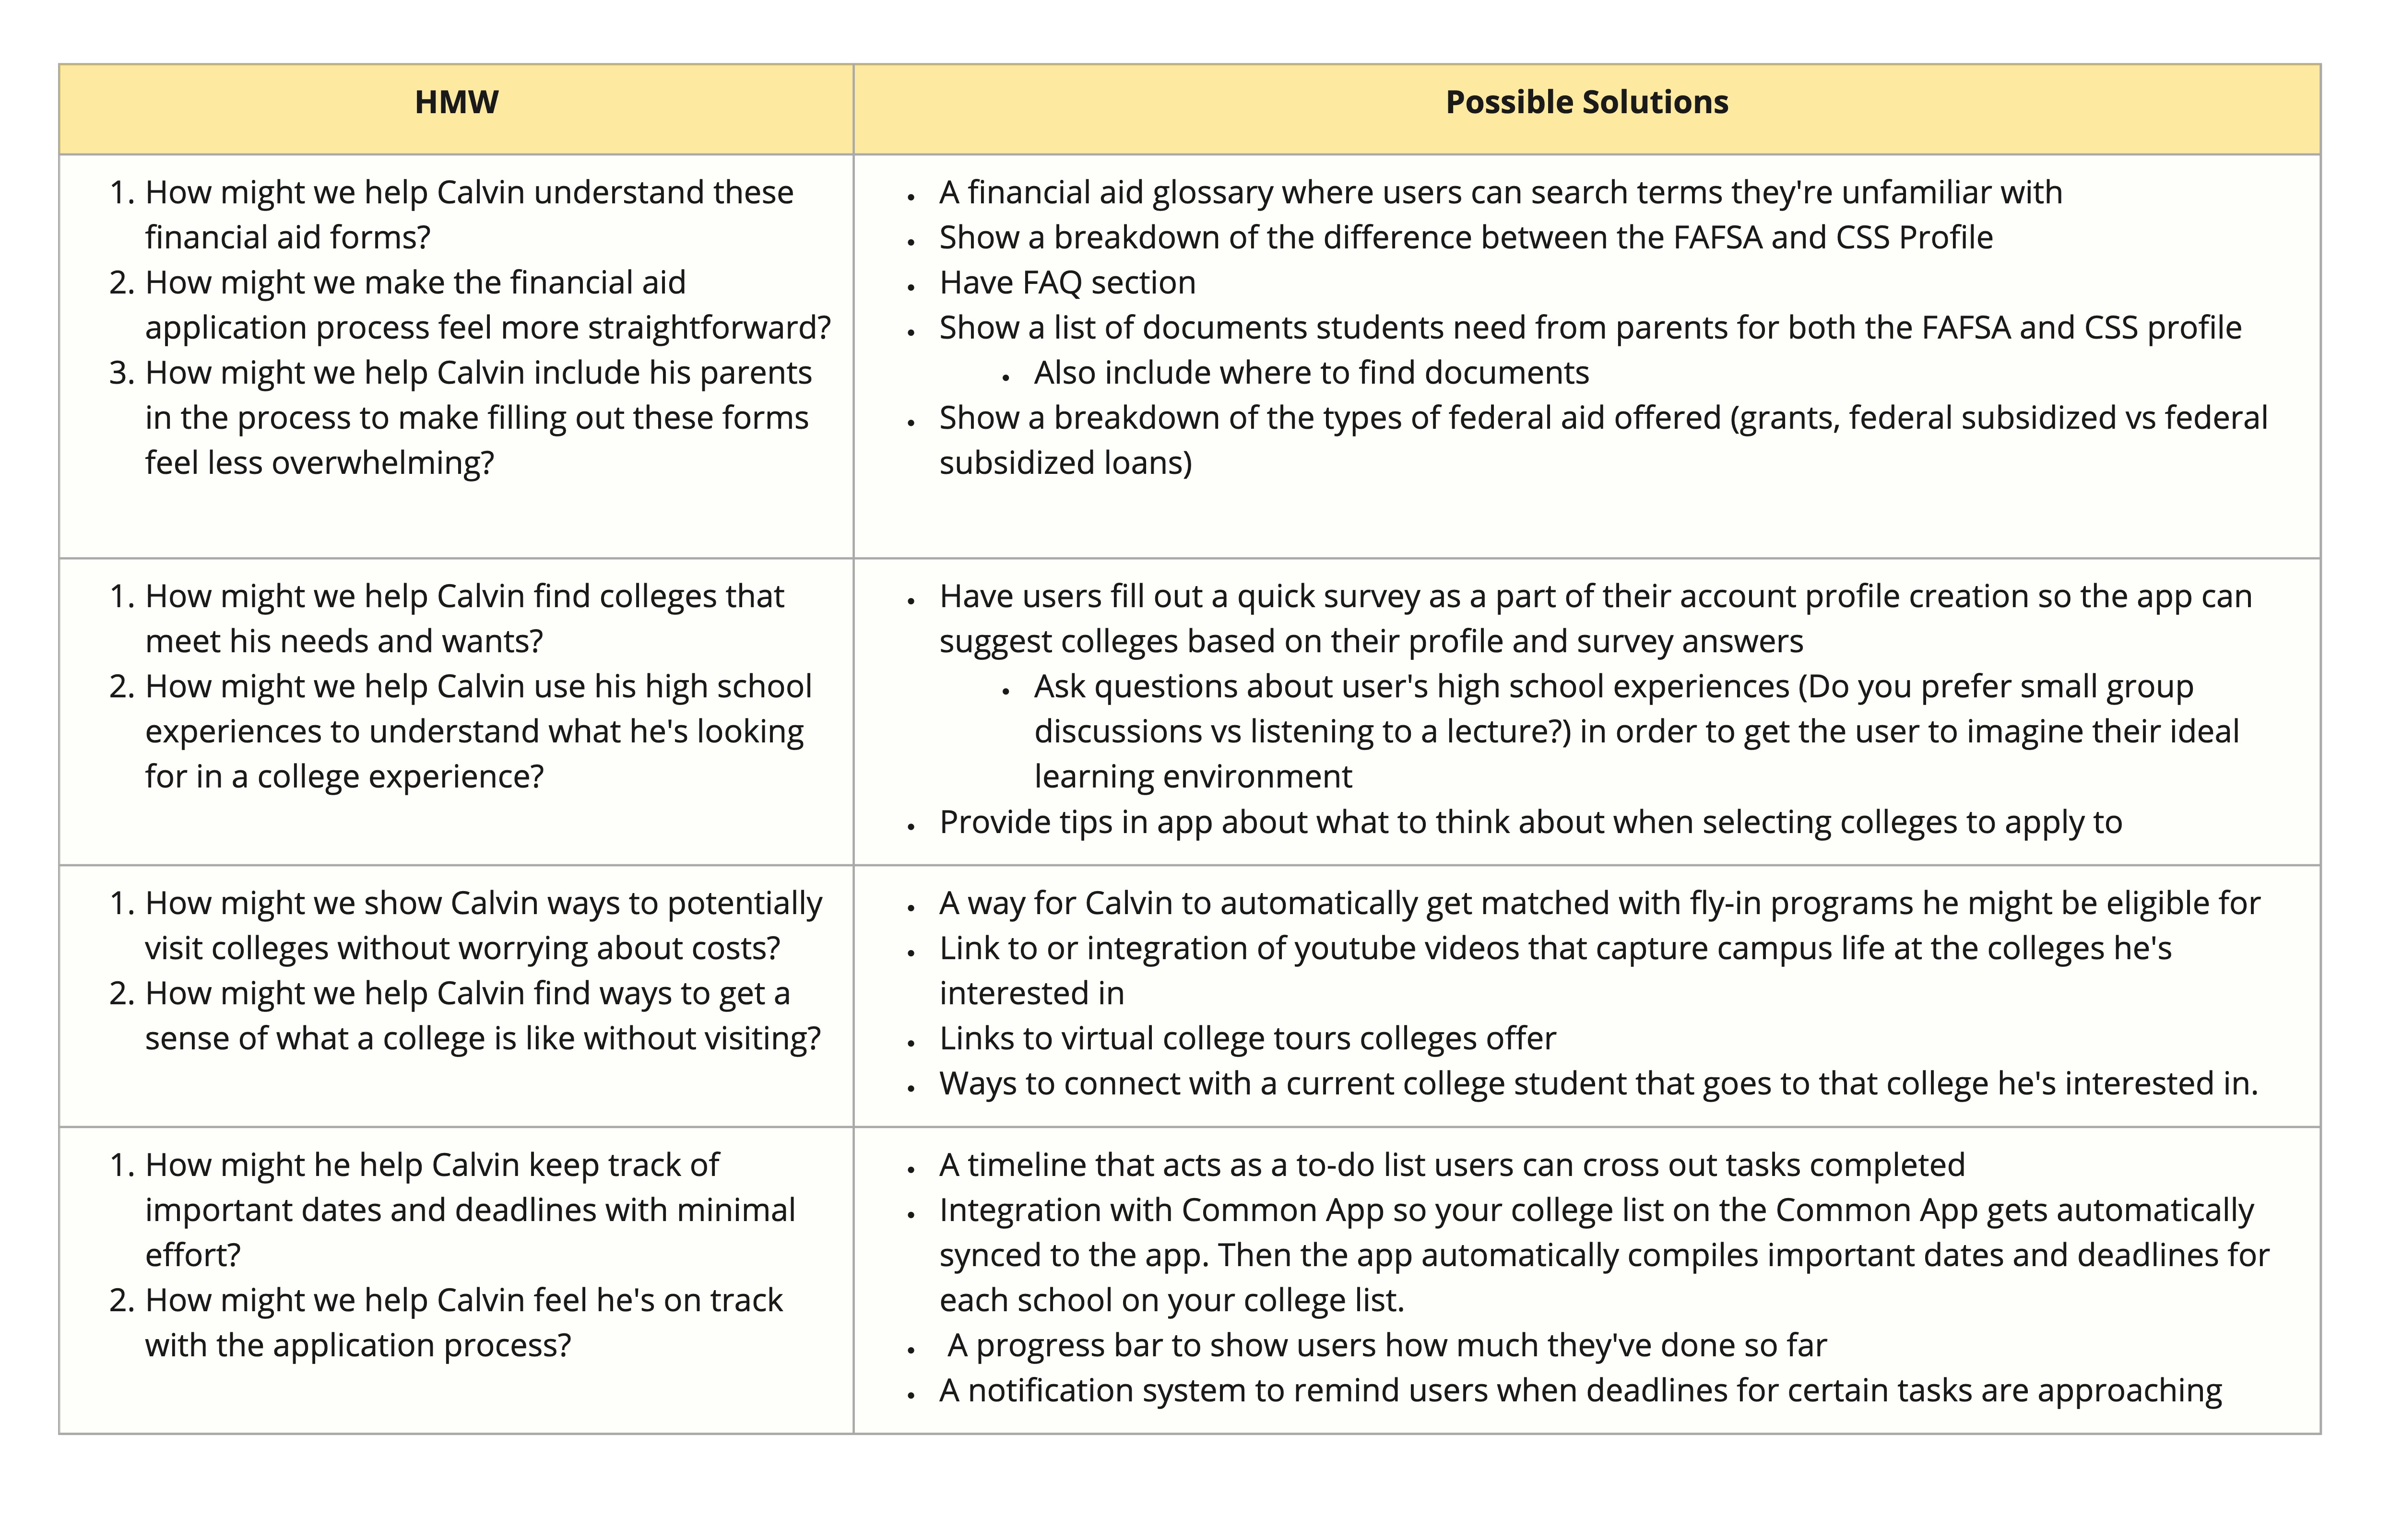 HMW
Possible Solutions
1. How might we help Calvin understand these
financial aid forms?
2. How might we make the financial aid
application process feel more straightforward?
3. How might we help Calvin include his parents
in the process to make filling out these forms
feel less overwhelming?
• A financial aid glossary where users can search terms they're unfamiliar with
• Show a breakdown of the difference between the FAFSA and CSS Profile
• Have FAQ section
• Show a list of documents students need from parents for both the FAFSA and CSS profile
• Also include where to find documents
• Show a breakdown of the types of federal aid offered (grants, federal subsidized vs federal
subsidized loans)
1. How might we help Calvin find colleges that
meet his needs and wants?
2. How might we help Calvin use his high school
experiences to understand what he's looking
for in a college experience?
• Have users fill out a quick survey as a part of their account profile creation so the app can
suggest colleges based on their profile and survey answers
• Ask questions about user's high school experiences (Do you prefer small group
discussions vs listening to a lecture?) in order to get the user to imagine their ideal
learning environment
• Provide tips in app about what to think about when selecting colleges to apply to
1. How might we show Calvin ways to potentially
visit colleges without worrying about costs?
2. How might we help Calvin find ways to get a
sense of what a college is like without visiting?
• A way for Calvin to automatically get matched with fly-in programs he might be eligible for
• Link to or integration of youtube videos that capture campus life at the colleges he's
interested in
• Links to virtual college tours colleges offer
• Ways to connect with a current college student that goes to that college he's interested in.
1. How might he help Calvin keep track of
important dates and deadlines with minimal
effort?
2. How might we help Calvin feel he's on track
with the application process?
• A timeline that acts as a to-do list users can cross out tasks completed
• Integration with Common App so your college list on the Common App gets automatically
synced to the app. Then the app automatically compiles important dates and deadlines for
each school on your college list.
• A progress bar to show users how much they've done so far
• A notification system to remind users when deadlines for certain tasks are approaching